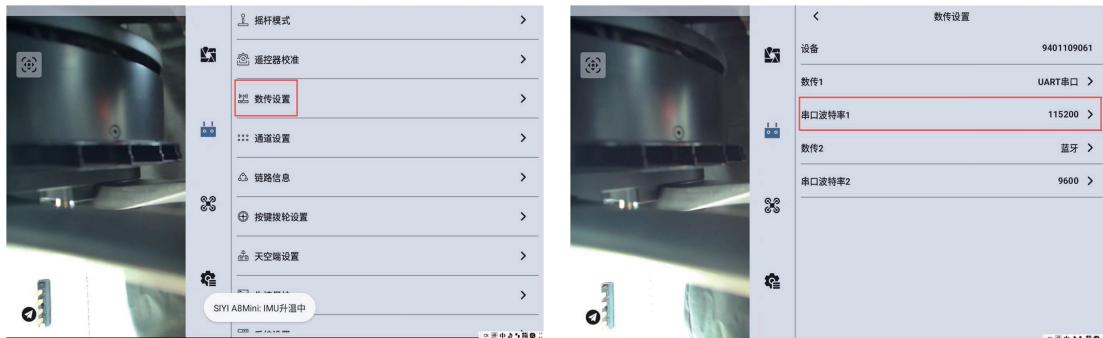 摇杆模式
遥控器校准
数传设置
通道设置
链路信息
按键拨轮设置
天空端设置
SIYI A8Mini: IMU升温中
数传设置
设备 9401109061
数传1 UART串口
串口波特率1 115200
数传2 蓝牙
串口波特率2 9600